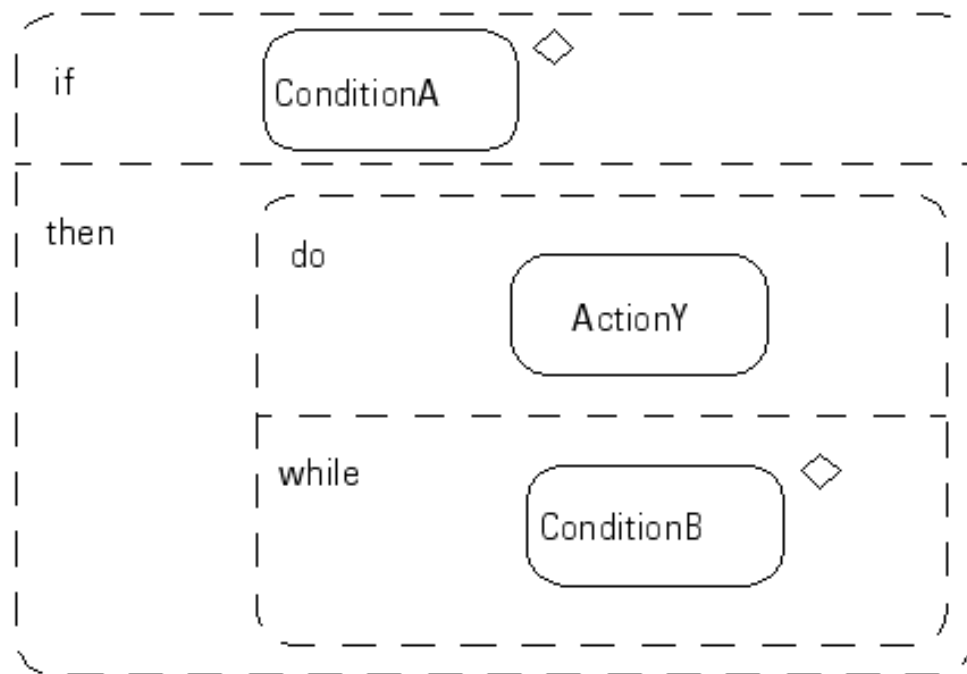 if
ConditionA
then
do
ActionY
while
ConditionB